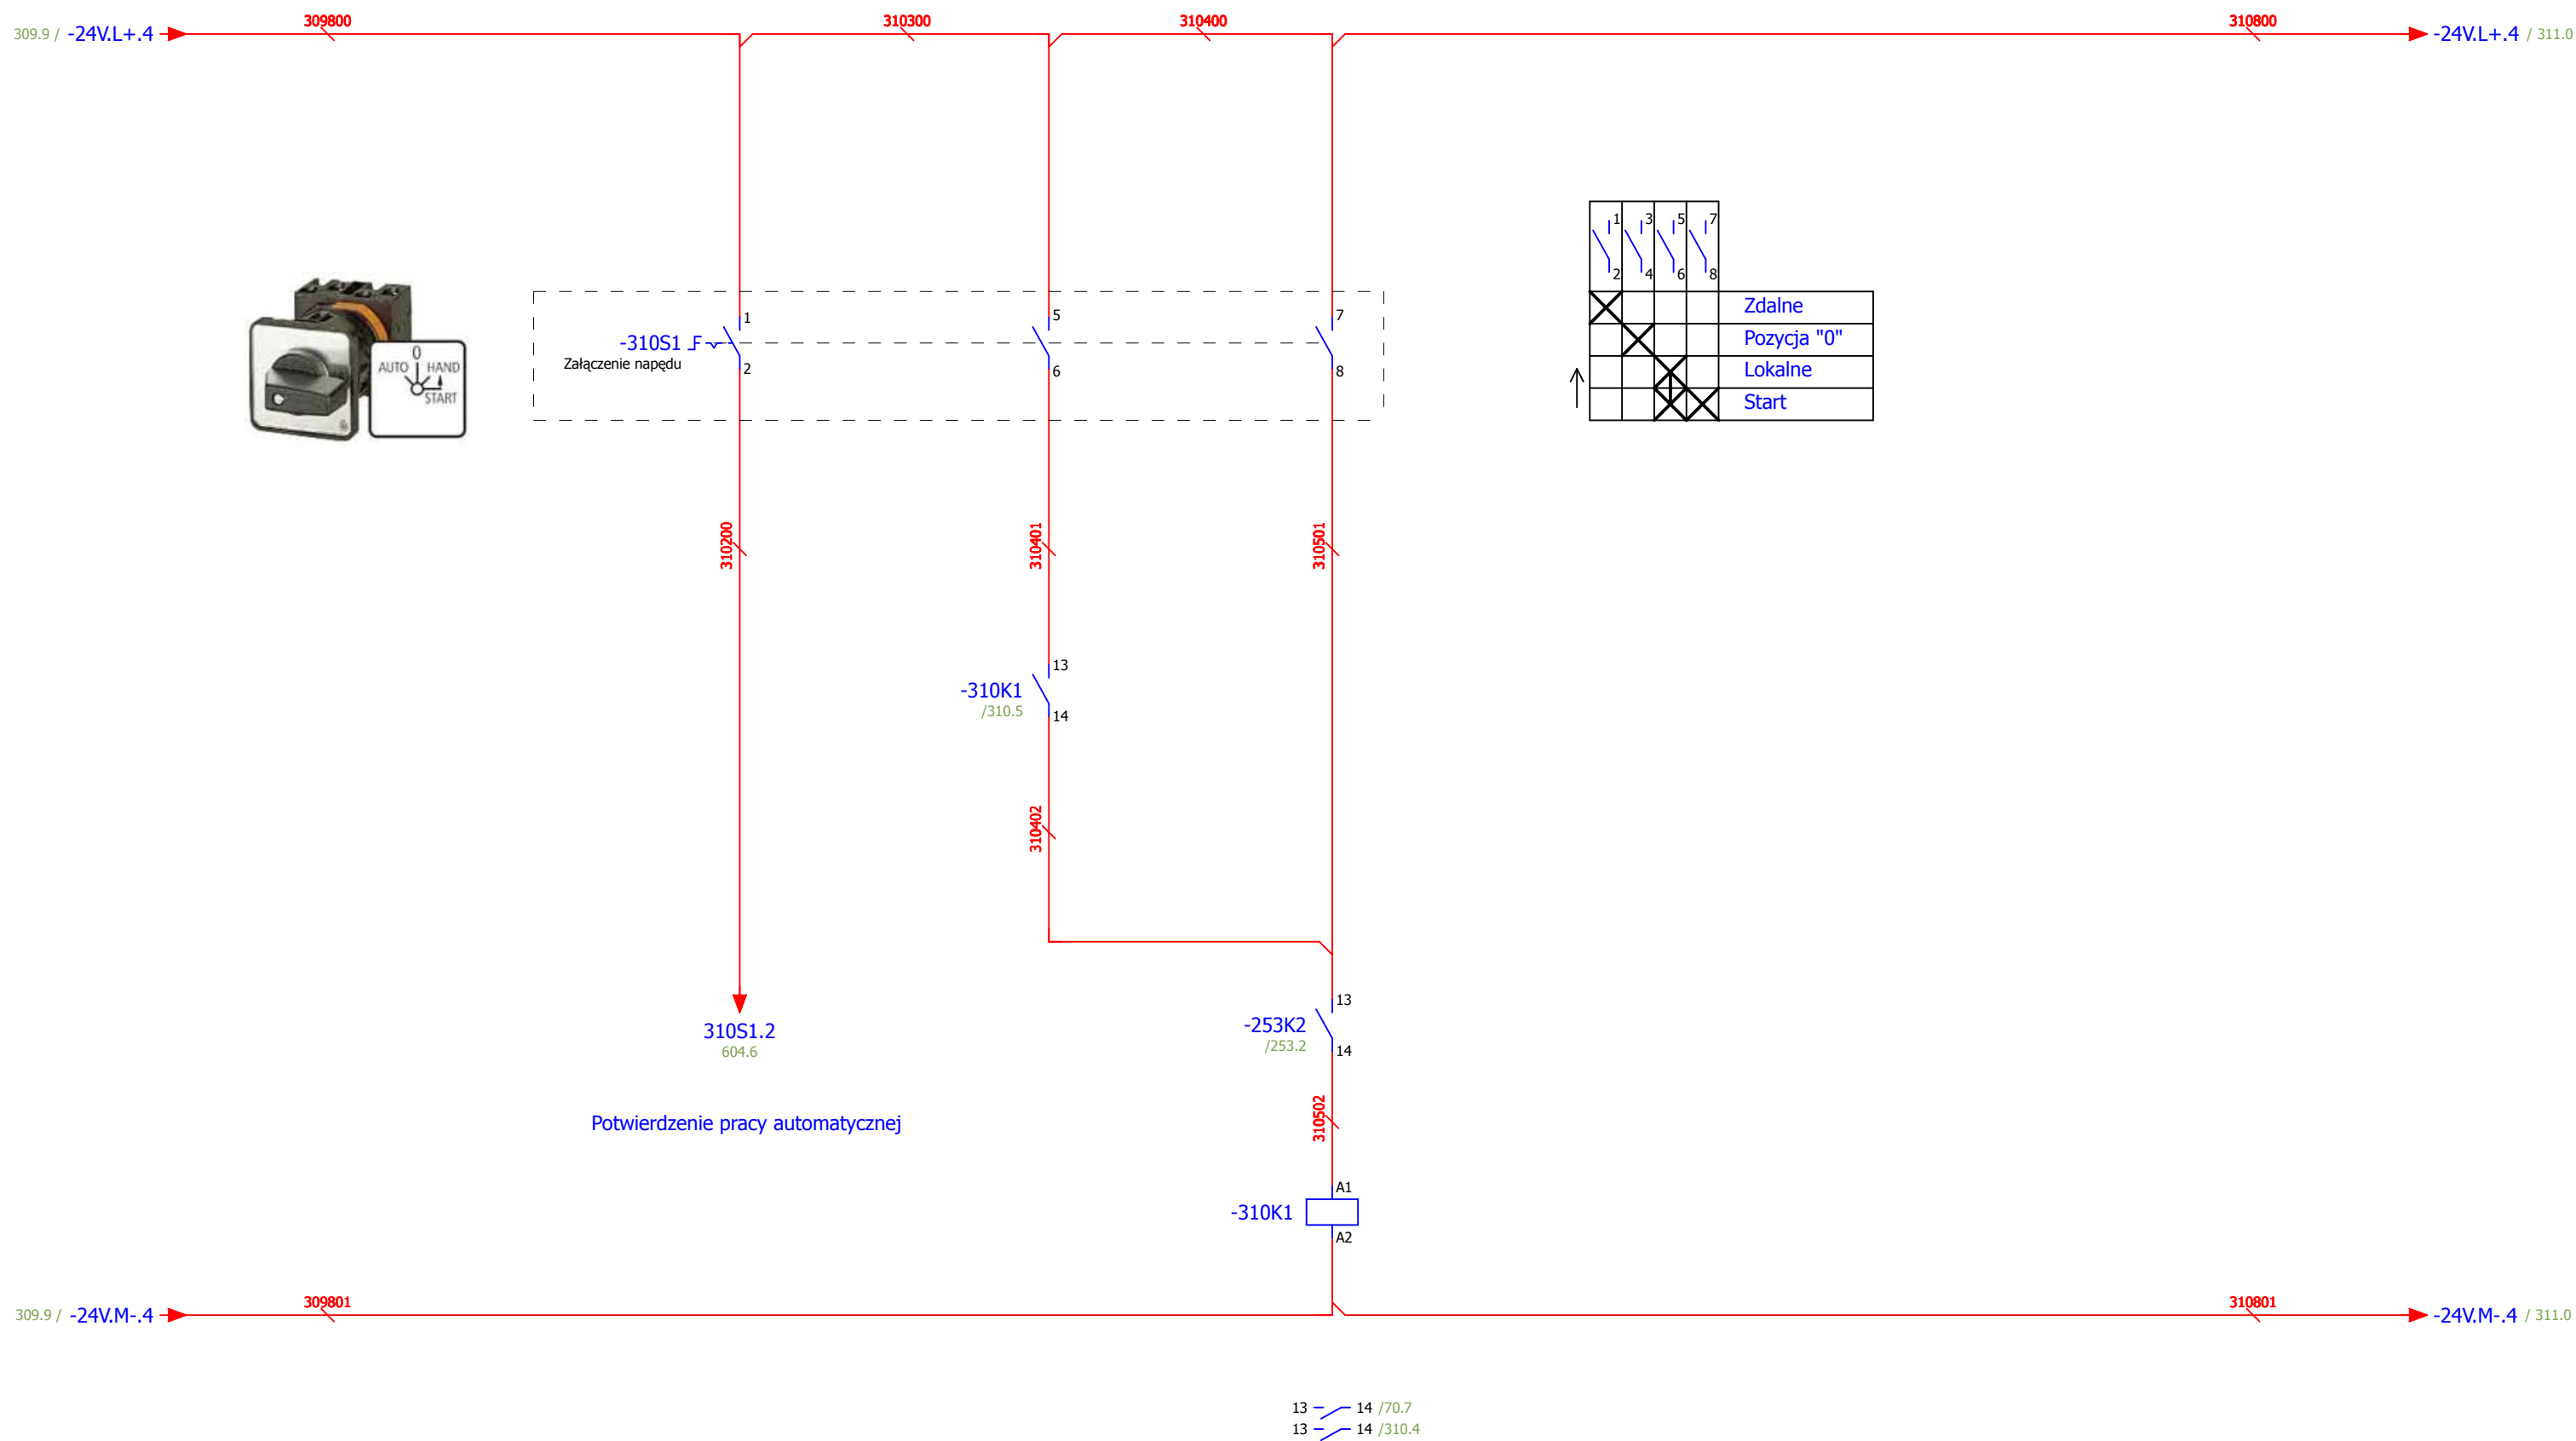 309800
310300
310400
310800
309.9 / -24V.L+.4
-24V.L+.4 / 311.0
1
3
5
7
2
4
6
8
Zdalne
Pozycja "0"
Lokalne
Start
0
AUTO
HAND
START
-310S1
Załączenie napędu
1
2
5
6
7
8
310200
310401
310501
-310K1
/310.5
13
14
310402
310S1.2
604.6
-253K2
/253.2
13
14
Potwierdzenie pracy automatycznej
310502
-310K1
A1
A2
309801
310801
309.9 / -24V.M-.4
-24V.M-.4 / 311.0
13 14 /70.7
13 14 /310.4